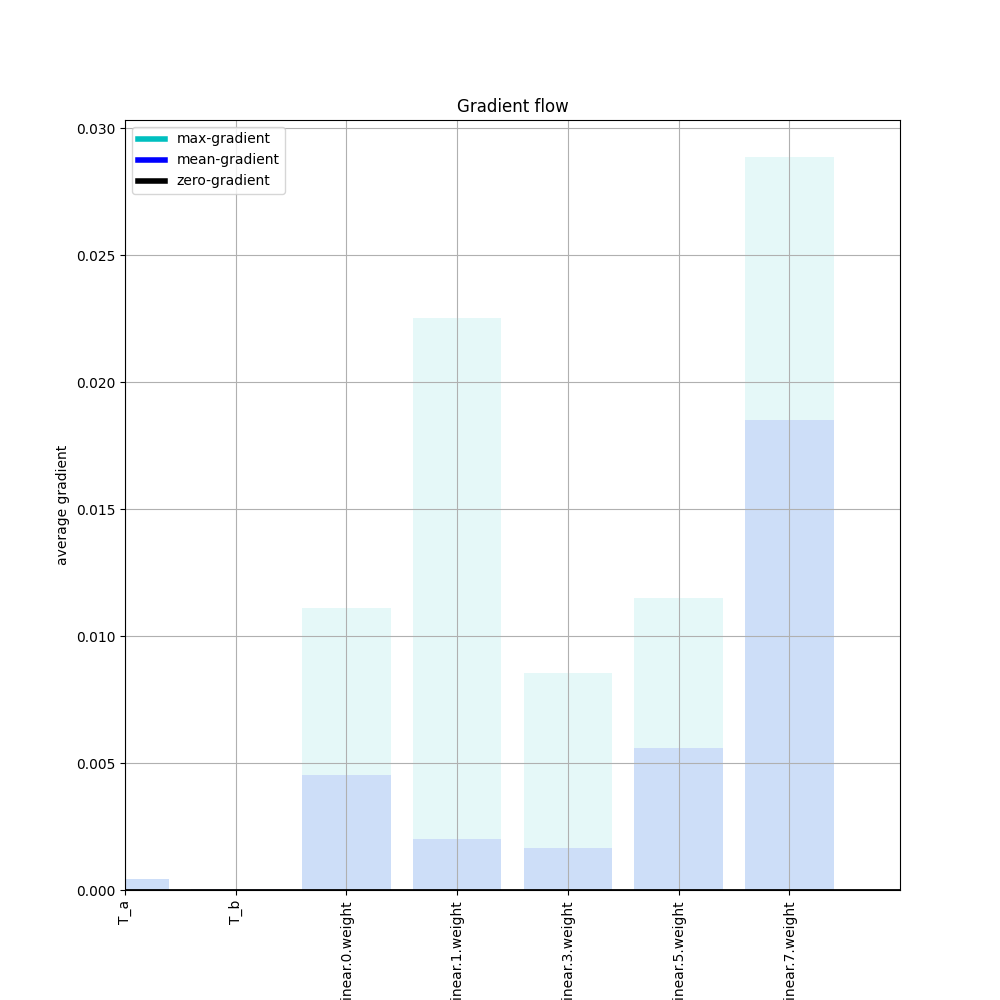 Gradient flow
max-gradient
mean-gradient
zero-gradient
average gradient
0.030
0.025
0.020
0.015
0.010
0.005
0.000
T_a
T_b
inear.0.weight
inear.1.weight
inear.3.weight
inear.5.weight
inear.7.weight